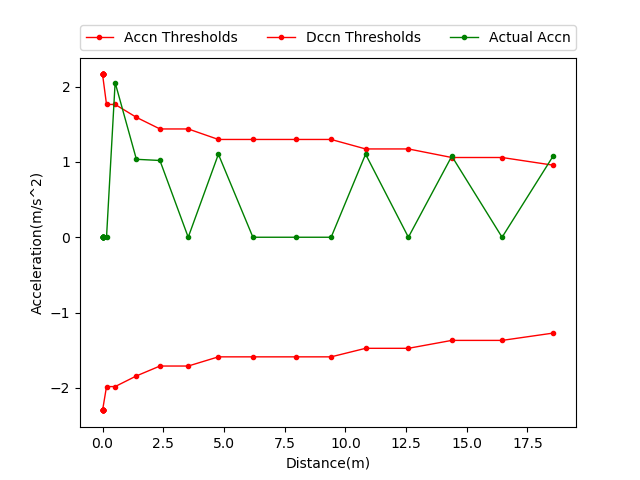 Accn Thresholds Dccn Thresholds Actual Accn
2
1
0
−1
−2
Acceleration(m/s^2)
0.0 2.5 5.0 7.5 10.0 12.5 15.0 17.5
Distance(m)